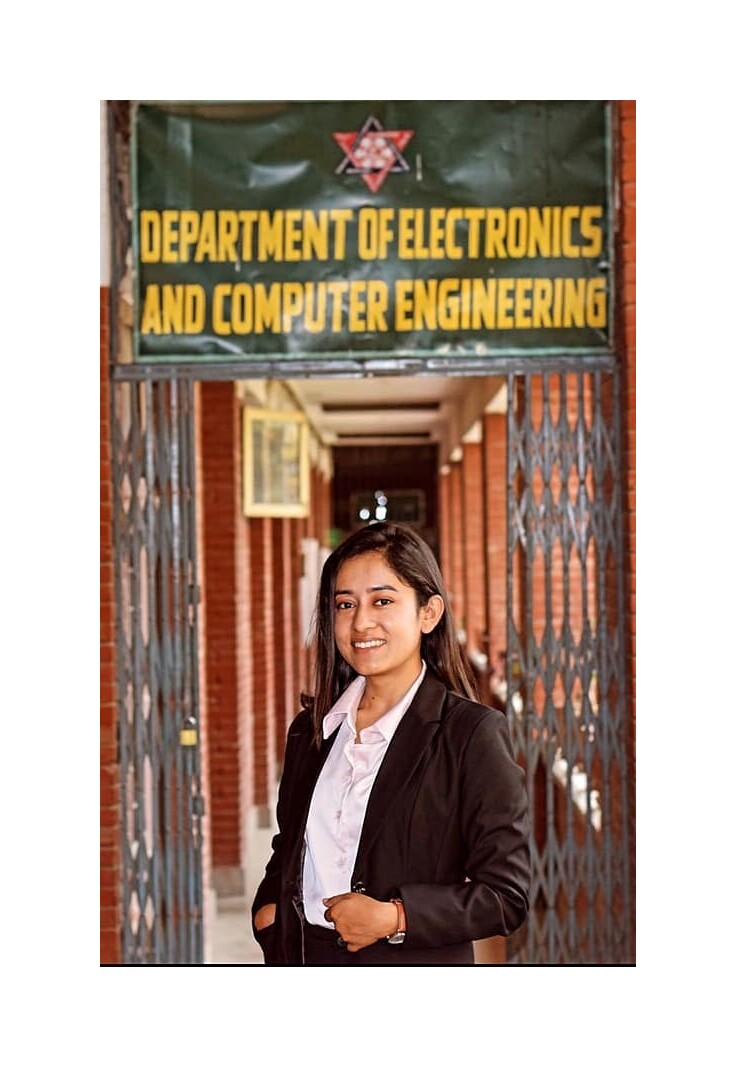 DEPARTMENT OF ELECTRONICS
AND COMPUTER ENGINEERING